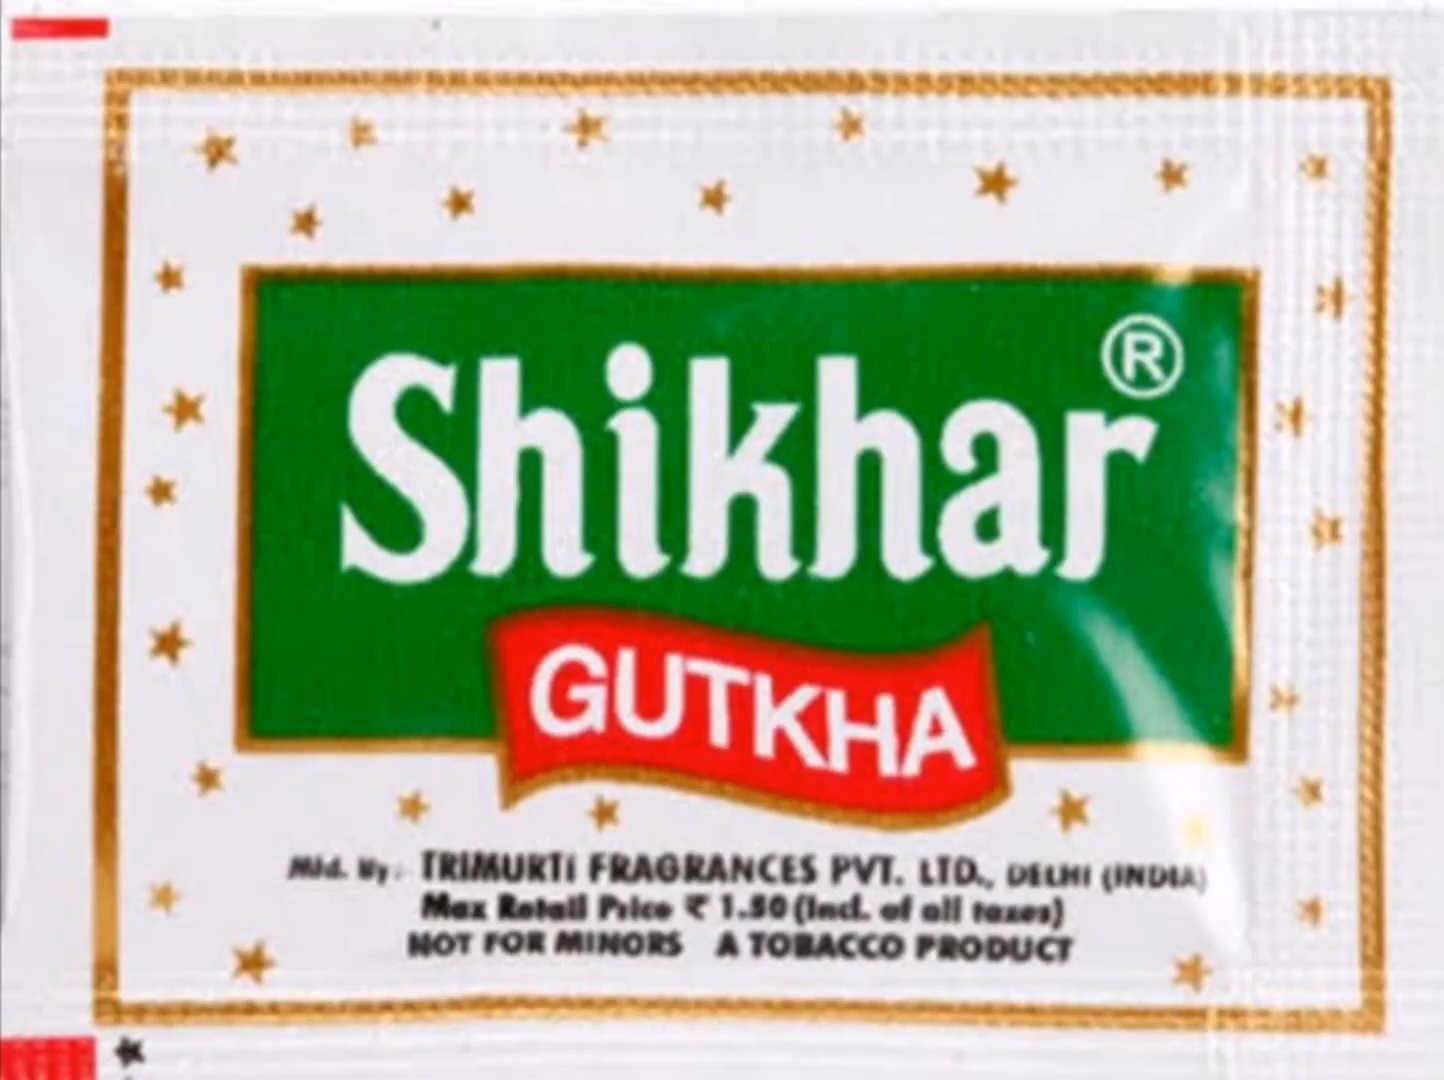 Shikhar®
GUTKHA
Mfd. By: TRIMURTI FRAGRANCES PVT. LTD., DELHI (INDIA)
Max Retail Price ₹ 1.50 (Incl. of all taxes)
NOT FOR MINORS A TOBACCO PRODUCT